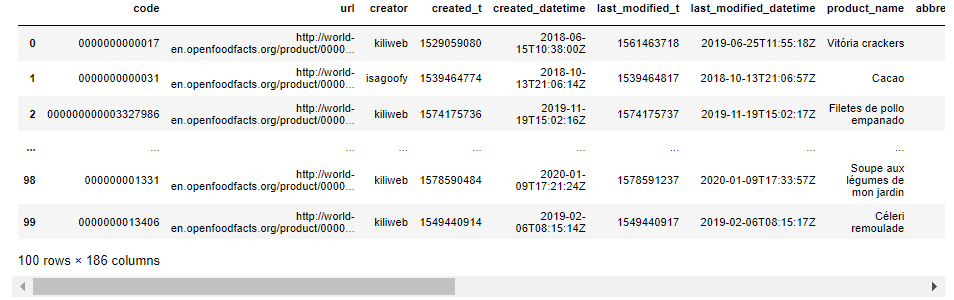 code url creator created_t created_datetime last_modified_t last_modified_datetime product_name abbre
0 0000000000017 http://world-en.openfoodfacts.org/product/0000... kiliweb 1529059080 2018-06-15T10:38:00Z 1561463718 2019-06-25T11:55:18Z Vitória crackers
1 0000000000031 http://world-en.openfoodfacts.org/product/0000... isagoofy 1539464774 2018-10-13T21:06:14Z 1539464817 2018-10-13T21:06:57Z Cacao
2 000000000003327986 http://world-en.openfoodfacts.org/product/0000... kiliweb 1574175736 2019-11-19T15:02:16Z 1574175737 2019-11-19T15:02:17Z Filetes de pollo empanado
... ... ... ... ... ... ... ... ...
98 000000001331 http://world-en.openfoodfacts.org/product/0000... kiliweb 1578590484 2020-01-09T17:21:24Z 1578591237 2020-01-09T17:33:57Z Soupe aux légumes de mon jardin
99 0000000013406 http://world-en.openfoodfacts.org/product/0000... kiliweb 1549440914 2019-02-06T08:15:14Z 1549440917 2019-02-06T08:15:17Z Céleri remoulade
100 rows × 186 columns